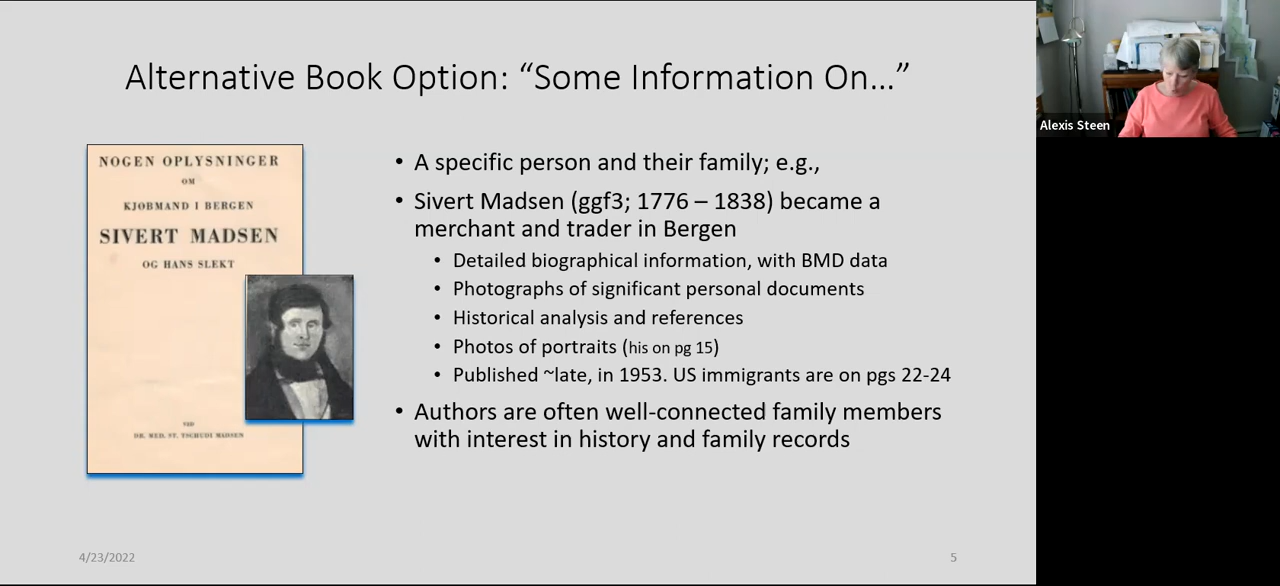 Alternative Book Option: “Some Information On…”
NOGEN OPLYSNINGER
OM
KJØBMAND I BERGEN
SIVERT MADSEN
OG HANS SLEKT
VED
DR. MED. ST. TSCHUDI MADSEN
• A specific person and their family; e.g.,
• Sivert Madsen (ggf3; 1776 – 1838) became a
merchant and trader in Bergen
• Detailed biographical information, with BMD data
• Photographs of significant personal documents
• Historical analysis and references
• Photos of portraits (his on pg 15)
• Published ~late, in 1953. US immigrants are on pgs 22-24
• Authors are often well-connected family members
with interest in history and family records
4/23/2022
5
Alexis Steen